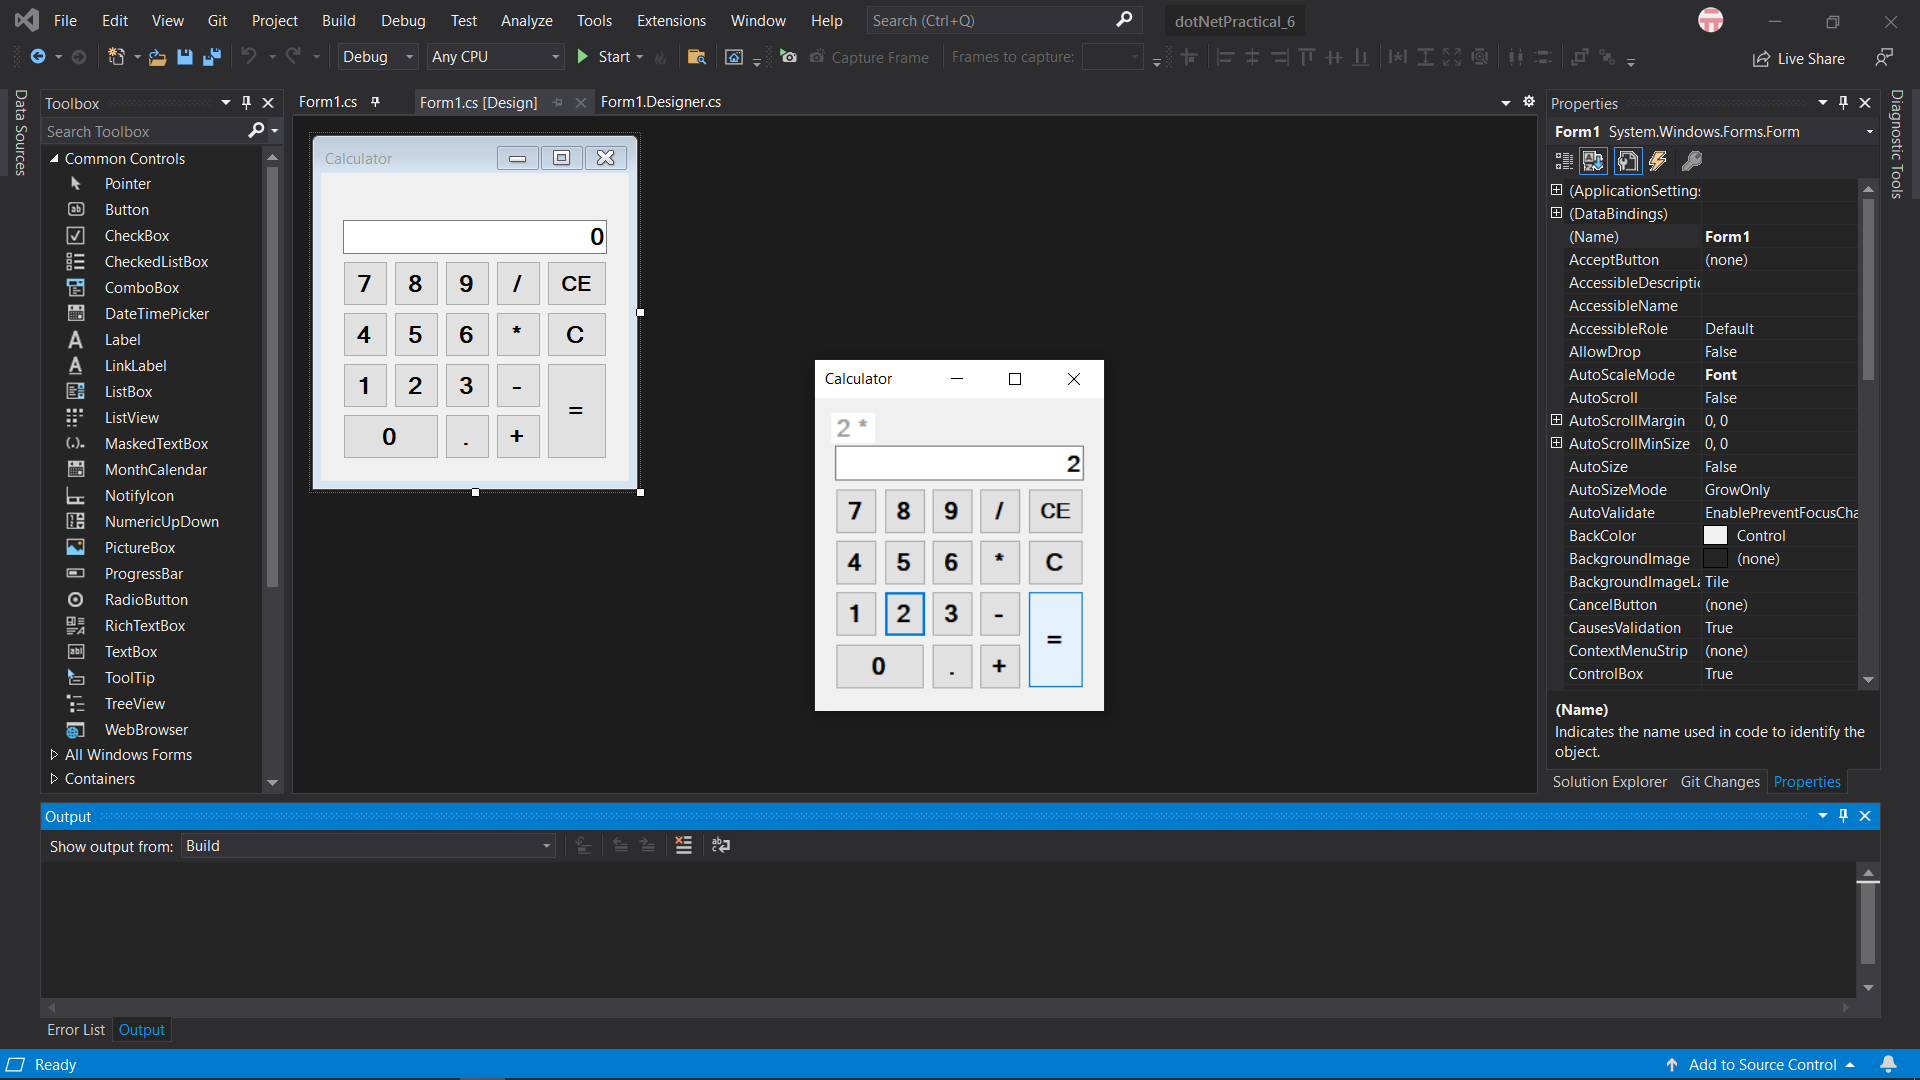 File Edit View Git Project Build Debug Test Analyze Tools Extensions Window Help Search (Ctrl+Q) dotNetPractical_6
Debug Any CPU Start Capture Frame Frames to capture: Live Share
Data Sources
Toolbox
Search Toolbox
Common Controls
Pointer
Button
CheckBox
CheckedListBox
ComboBox
DateTimePicker
Label
LinkLabel
ListBox
ListView
MaskedTextBox
MonthCalendar
NotifyIcon
NumericUpDown
PictureBox
ProgressBar
RadioButton
RichTextBox
TextBox
ToolTip
TreeView
WebBrowser
All Windows Forms
Containers
Form1.cs Form1.cs [Design] Form1.Designer.cs
Calculator
0
7 8 9 / CE
4 5 6 * C
1 2 3 -
=
0 . +
Calculator
2 *
2
7 8 9 / CE
4 5 6 * C
1 2 3 -
=
0 . +
Properties
Form1 System.Windows.Forms.Form
(ApplicationSettings
(DataBindings)
(Name) Form1
AcceptButton (none)
AccessibleDescriptio
AccessibleName
AccessibleRole Default
AllowDrop False
AutoScaleMode Font
AutoScroll False
AutoScrollMargin 0, 0
AutoScrollMinSize 0, 0
AutoSize False
AutoSizeMode GrowOnly
AutoValidate EnablePreventFocusCha
BackColor Control
BackgroundImage (none)
BackgroundImageLa Tile
CancelButton (none)
CausesValidation True
ContextMenuStrip (none)
ControlBox True
(Name)
Indicates the name used in code to identify the
object.
Solution Explorer Git Changes Properties
Diagnostic Tools
Output
Show output from: Build
Error List Output
Ready Add to Source Control